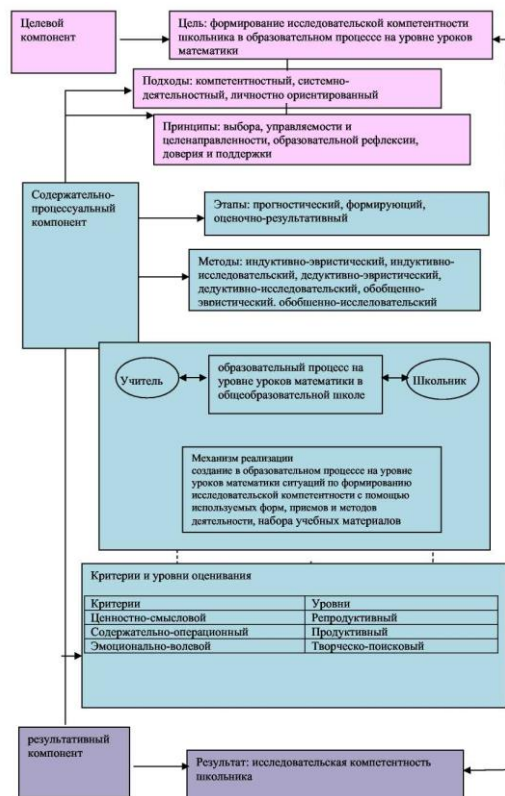 Целевой
компонент
Цель: формирование исследовательской компетентности
школьника в образовательном процессе на уровне уроков
математики
Подходы: компетентностный, системно-
деятельностный, личностно ориентированный
Принципы: выбора, управляемости и
целенаправленности, образовательной рефлексии,
доверия и поддержки
Содержательно-
процессуальный
компонент
Этапы: прогностический, формирующий,
оценочно-результативный
Методы: индуктивно-эвристический, индуктивно-
исследовательский, дедуктивно-эвристический,
дедуктивно-исследовательский, обобщенно-
эвристический, обобщенно-исследовательский
Учитель
образовательный процесс на
уровне уроков математики в
общеобразовательной школе
Школьник
Механизм реализации
создание в образовательном процессе на уровне
уроков математики ситуаций по формированию
исследовательской компетентности с помощью
используемых форм, приемов и методов
деятельности, набора учебных материалов
Критерии и уровни оценивания
Критерии Уровни
Ценностно-смысловой Репродуктивный
Содержательно-операционный Продуктивный
Эмоционально-волевой Творческо-поисковый
результативный
компонент
Результат: исследовательская компетентность
школьника